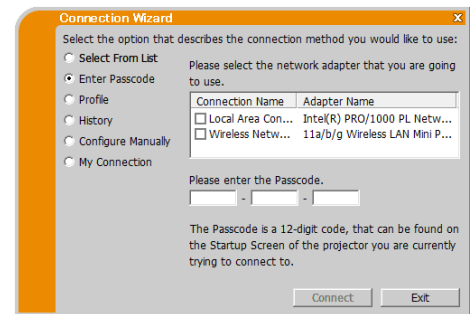 Connection Wizard
x
Select the option that describes the connection method you would like to use:
Select From List
Enter Passcode
Profile
History
Configure Manually
My Connection
Please select the network adapter that you are going
to use.
Connection Name Adapter Name
Local Area Con... Intel(R) PRO/1000 PL Netw...
Wireless Netw... 11a/b/g Wireless LAN Mini P...
Please enter the Passcode.
- -
The Passcode is a 12-digit code, that can be found on
the Startup Screen of the projector you are currently
trying to connect to.
Connect Exit